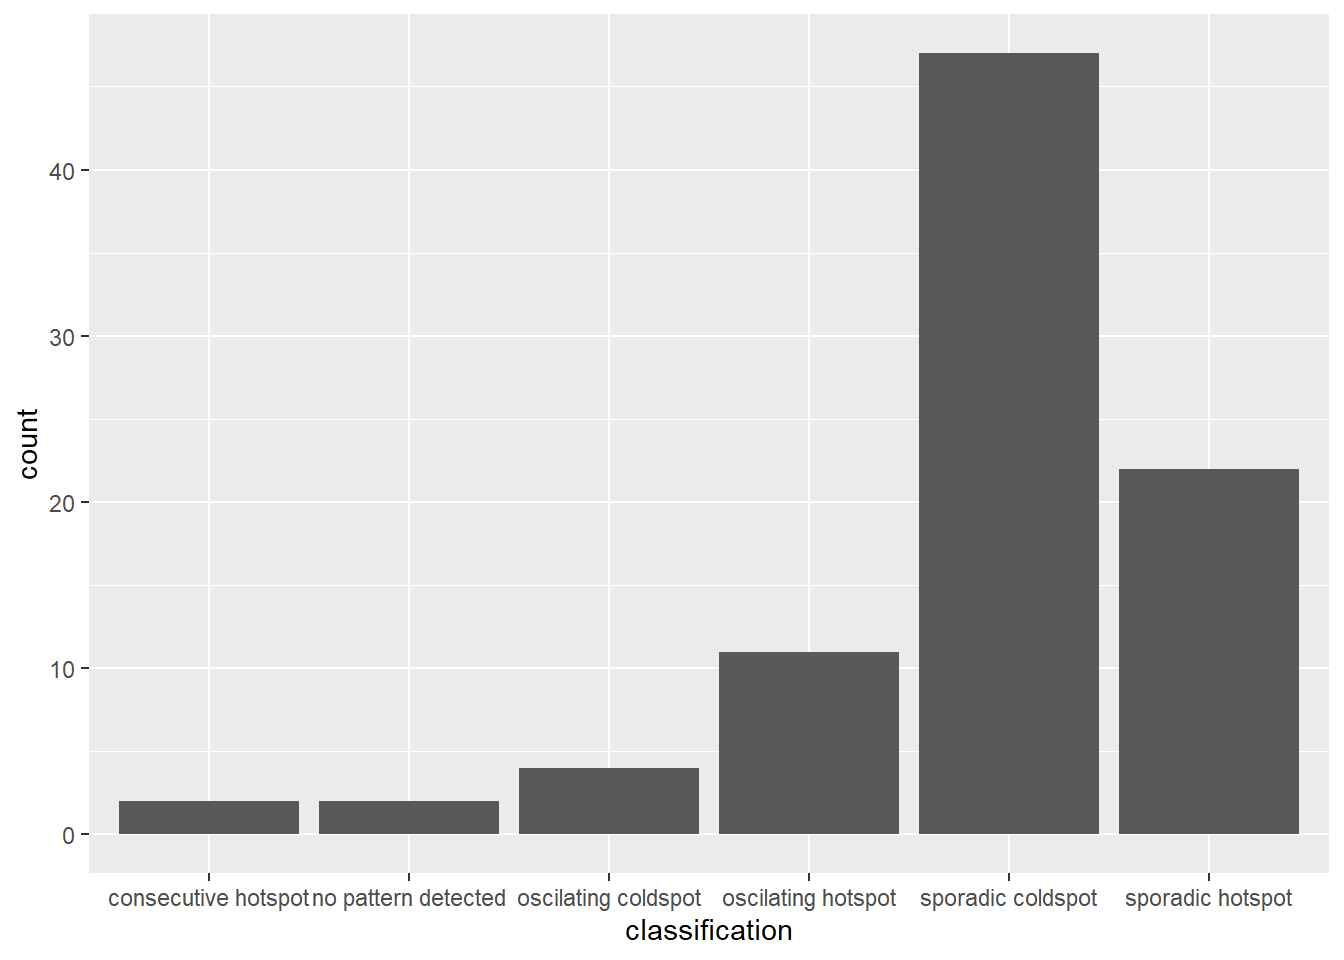 count
40
30
20
10
0
consecutive hotspot no pattern detected oscilating coldspot oscilating hotspot sporadic coldspot sporadic hotspot
classification